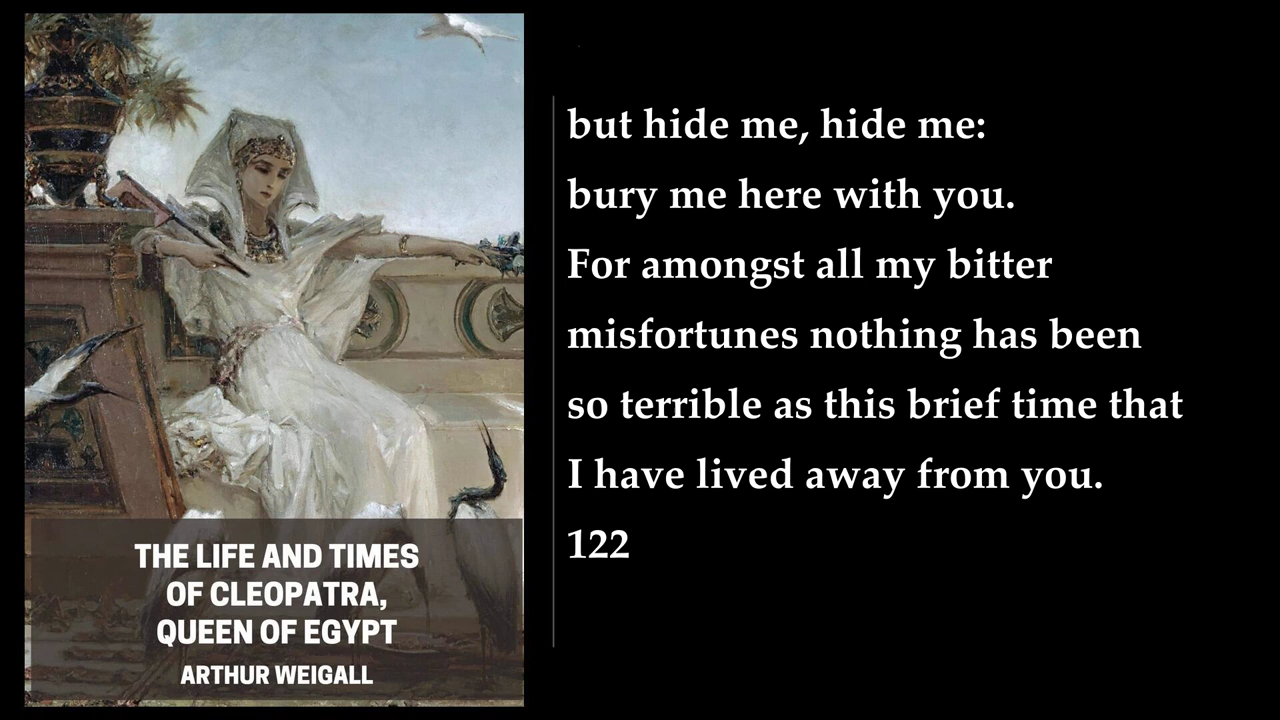 THE LIFE AND TIMES
OF CLEOPATRA,
QUEEN OF EGYPT
ARTHUR WEIGALL
but hide me, hide me:
bury me here with you.
For amongst all my bitter
misfortunes nothing has been
so terrible as this brief time that
I have lived away from you.
122